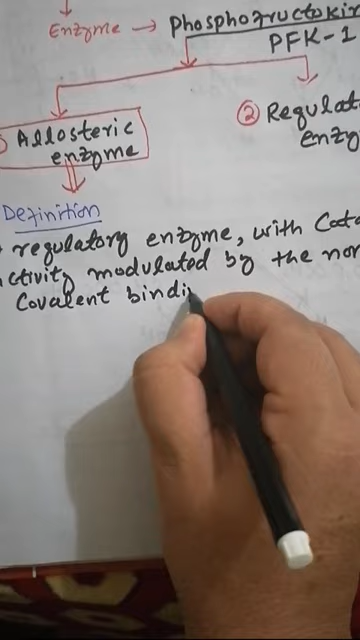 Enzyme → Phosphofructokin
PFK-1
Allosteric
enzyme
② Regulat
enzy
Definition
regulatory enzyme, with Cata
ctivity modulated by the non
Covalent bindi